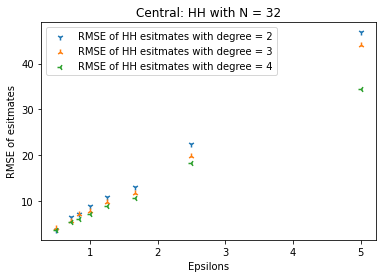 Central: HH with N = 32
RMSE of HH esitmates with degree = 2
RMSE of HH esitmates with degree = 3
RMSE of HH esitmates with degree = 4
RMSE of esitmates
40
30
20
10
1
2
3
4
5
Epsilons